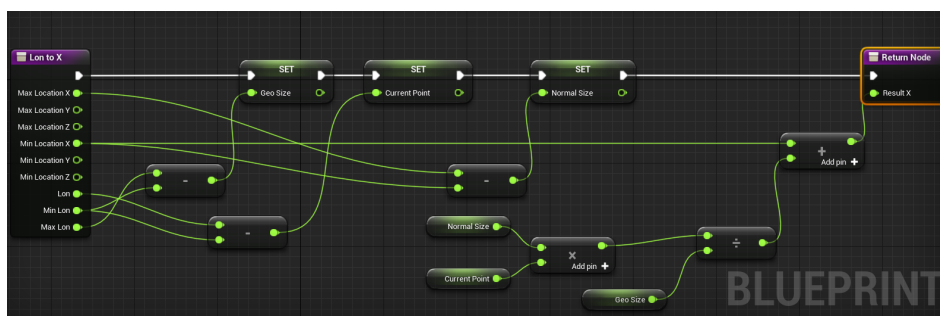 Lon to X
Max Location X
Max Location Y
Max Location Z
Min Location X
Min Location Y
Min Location Z
Lon
Min Lon
Max Lon
SET
Geo Size
SET
Current Point
SET
Normal Size
Return Node
Result X
-
-
-
+
Add pin +
Normal Size
Current Point
×
Add pin +
÷
Geo Size
BLUEPRINT